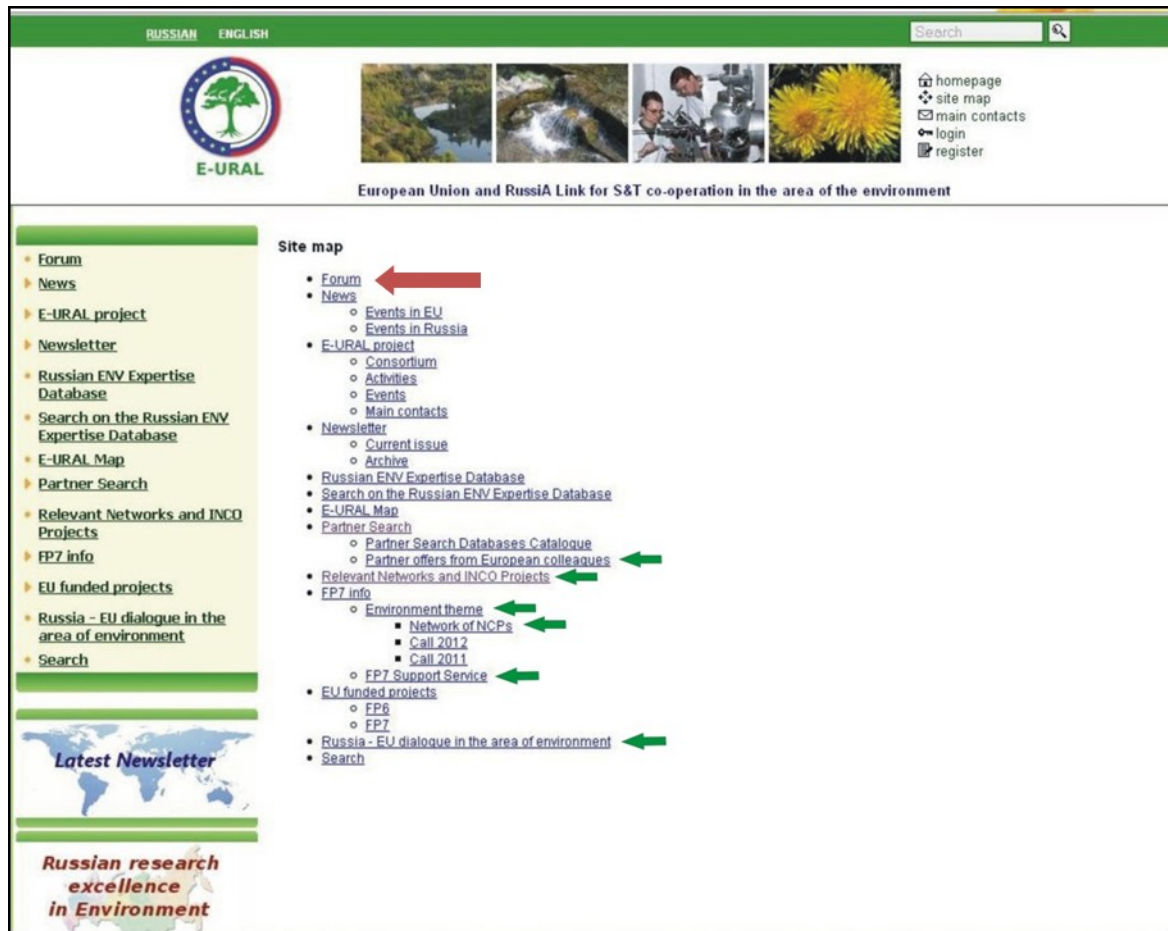 RUSSIAN ENGLISH
Search
E-URAL
homepage
site map
main contacts
login
register
European Union and RussiA Link for S&T co-operation in the area of the environment
Forum
News
E-URAL project
Newsletter
Russian ENV Expertise
Database
Search on the Russian ENV
Expertise Database
E-URAL Map
Partner Search
Relevant Networks and INCO
Projects
FP7 info
EU funded projects
Russia - EU dialogue in the
area of environment
Search
Latest Newsletter
Russian research
excellence
in Environment
Site map
Forum
News
Events in EU
Events in Russia
E-URAL project
Consortium
Activities
Events
Main contacts
Newsletter
Current issue
Archive
Russian ENV Expertise Database
Search on the Russian ENV Expertise Database
E-URAL Map
Partner Search
Partner Search Databases Catalogue
Partner offers from European colleagues
Relevant Networks and INCO Projects
FP7 info
Environment theme
Network of NCPs
Call 2012
Call 2011
FP7 Support Service
EU funded projects
FP6
FP7
Russia - EU dialogue in the area of environment
Search